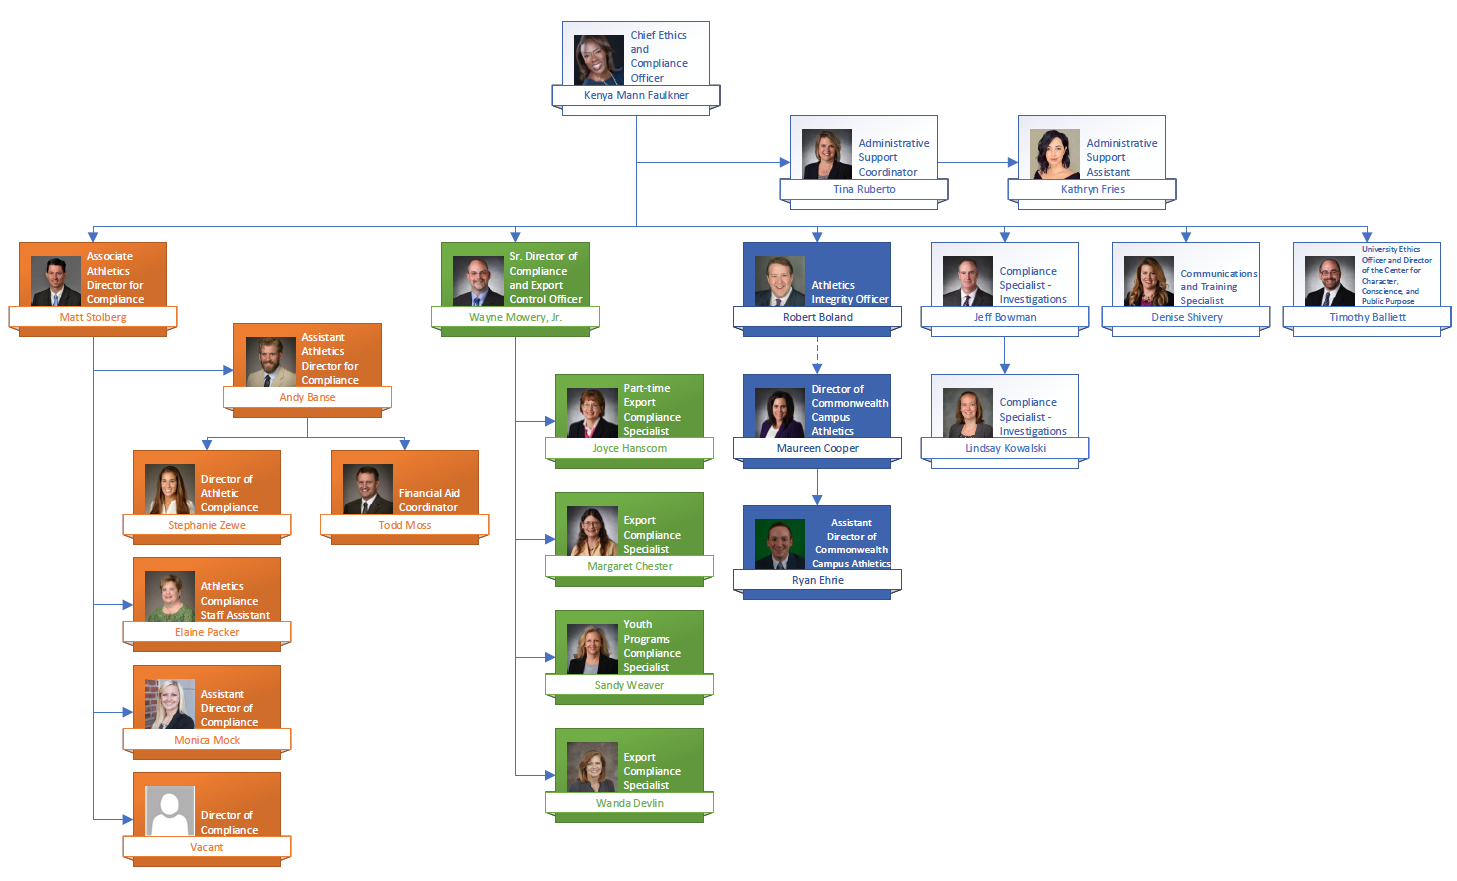 Chief Ethics
and
Compliance
Officer
Kenya Mann Faulkner
Administrative
Support
Coordinator
Tina Ruberto
Administrative
Support
Assistant
Kathryn Fries
Associate
Athletics
Director for
Compliance
Matt Stolberg
Sr. Director of
Compliance
and Export
Control Officer
Wayne Mowery, Jr.
Athletics
Integrity Officer
Robert Boland
Compliance
Specialist -
Investigations
Jeff Bowman
Communications
and Training
Specialist
Denise Shivery
University Ethics
Officer and Director
of the Center for
Character,
Conscience, and
Public Purpose
Timothy Balliett
Assistant
Athletics
Director for
Compliance
Andy Banse
Part-time
Export
Compliance
Specialist
Joyce Hanscom
Director of
Commonwealth
Campus
Athletics
Maureen Cooper
Compliance
Specialist -
Investigations
Lindsay Kowalski
Director of
Athletic
Compliance
Stephanie Zewe
Financial Aid
Coordinator
Todd Moss
Export
Compliance
Specialist
Margaret Chester
Assistant
Director of
Commonwealth
Campus Athletics
Ryan Ehrie
Athletics
Compliance
Staff Assistant
Elaine Packer
Youth
Programs
Compliance
Specialist
Sandy Weaver
Assistant
Director of
Compliance
Monica Mock
Export
Compliance
Specialist
Wanda Devlin
Director of
Compliance
Vacant